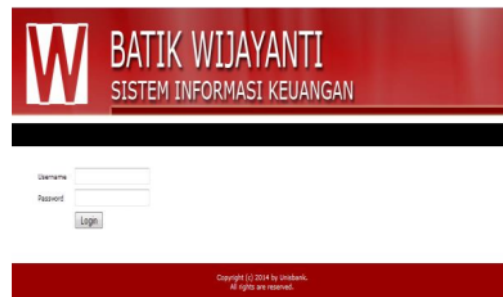 W
BATIK WIJAYANTI
SISTEM INFORMASI KEUANGAN
Username
Password
Login
Copyright (c) 2014 by Unisbank.
All rights are reserved.